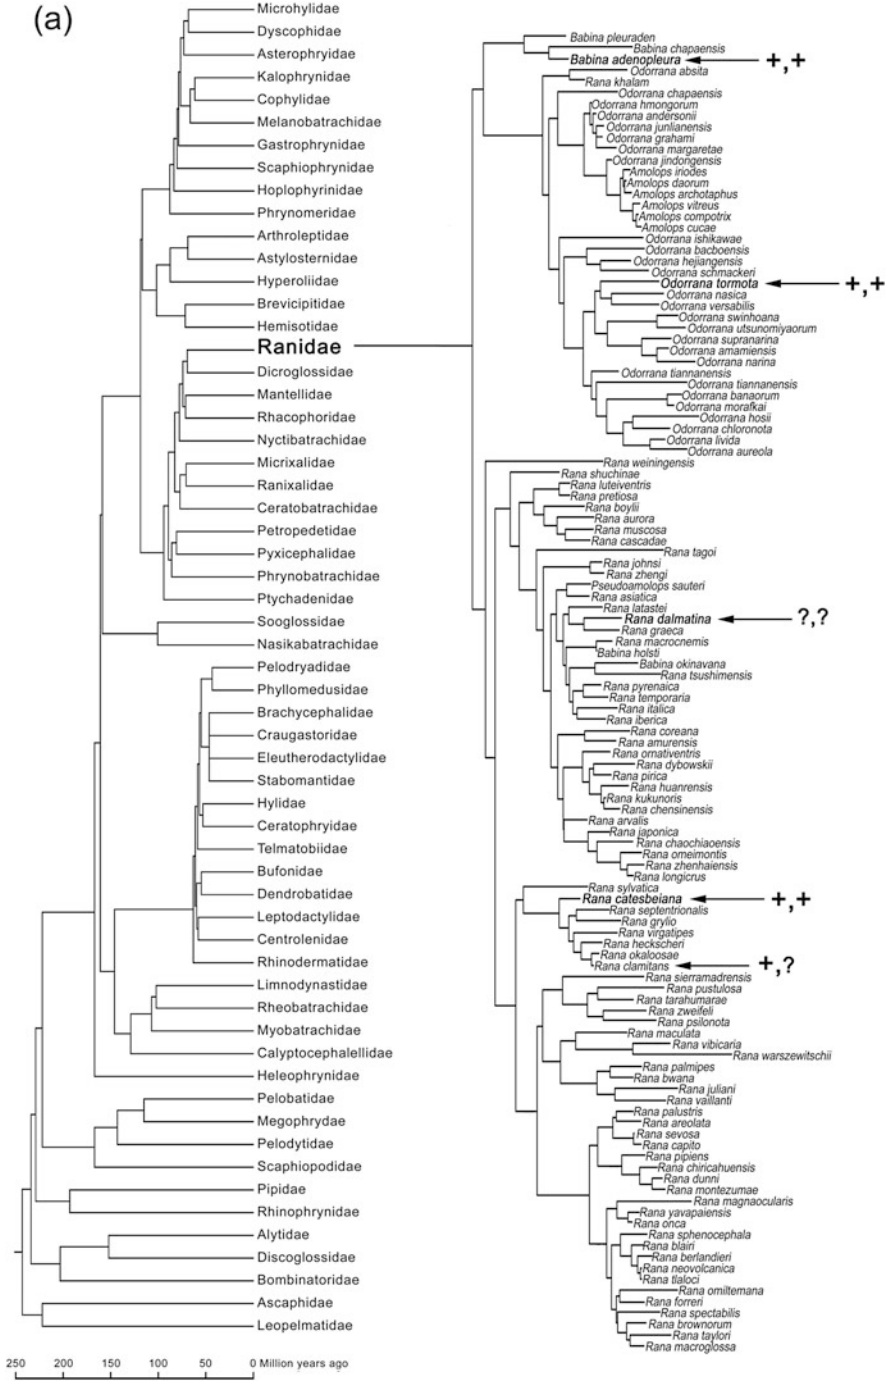 (a)
Microhylidae
Dyscophidae
Asterophryidae
Kalophrynidae
Cophylidae
Melanobatrachidae
Gastrophrynidae
Scaphiophrynidae
Hoplophyrinidae
Phrynomeridae
Arthroleptidae
Astylosternidae
Hyperoliidae
Brevicipitidae
Hemisotidae
Ranidae
Dicroglossidae
Mantellidae
Rhacophoridae
Nyctibatrachidae
Micrixalidae
Ranixalidae
Ceratobatrachidae
Petropedetidae
Pyxicephalidae
Phrynobatrachidae
Ptychadenidae
Sooglossidae
Nasikabatrachidae
Pelodryadidae
Phyllomedusidae
Brachycephalidae
Craugastoridae
Eleutherodactylidae
Stabomantidae
Hylidae
Ceratophryidae
Telmatobiidae
Bufonidae
Dendrobatidae
Leptodactylidae
Centrolenidae
Rhinodermatidae
Limnodynastidae
Rheobatrachidae
Myobatrachidae
Calyptocephalellidae
Heleophrynidae
Pelobatidae
Megophrydae
Pelodytidae
Scaphiopodidae
Pipidae
Rhinophrynidae
Alytidae
Discoglossidae
Bombinatoridae
Ascaphidae
Leopelmatidae
250 200 150 100 50 0 Million years ago
Babina pleuraden
Babina chapaensis
Babina adenopleura +,+
Odorrana absita
Rana khalam
Odorrana chapaensis
Odorrana hmongorum
Odorrana andersonii
Odorrana junlianensis
Odorrana grahami
Odorrana margaretae
Odorrana jindongensis
Amolops iriodes
Amolops daorum
Amolops archotaphus
Amolops vitreus
Amolops compotrix
Amolops cucae
Odorrana ishikawae
Odorrana bacboensis
Odorrana hejiangensis
Odorrana schmackeri
Odorrana tormota +,+
Odorrana nasica
Odorrana versabilis
Odorrana swinhoana
Odorrana utsunomiyaorum
Odorrana supranarina
Odorrana amamiensis
Odorrana narina
Odorrana tiannanensis
Odorrana tiannanensis
Odorrana banaorum
Odorrana morafkai
Odorrana hosii
Odorrana chloronota
Odorrana livida
Odorrana aureola
Rana weiningensis
Rana shuchinae
Rana luteiventris
Rana pretiosa
Rana boylii
Rana aurora
Rana muscosa
Rana cascadae
Rana tagoi
Rana johnsi
Rana zhengi
Pseudoamolops sauteri
Rana asiatica
Rana latastei
Rana dalmatina ?,?
Rana graeca
Rana macrocnemis
Babina holsti
Babina okinavana
Rana tsushimensis
Rana pyrenaica
Rana temporaria
Rana italica
Rana iberica
Rana coreana
Rana amurensis
Rana ornativentris
Rana dybowskii
Rana pirica
Rana huanrensis
Rana kukunoris
Rana chensinensis
Rana arvalis
Rana japonica
Rana chaochiaoensis
Rana omeimontis
Rana zhenhaiensis
Rana longicrus
Rana sylvatica
Rana catesbeiana +,+
Rana septentrionalis
Rana grylio
Rana virgatipes
Rana heckscheri
Rana okaloosae
Rana clamitans +,?
Rana sierramadrensis
Rana pustulosa
Rana tarahumarae
Rana zweifeli
Rana psilonota
Rana maculata
Rana vibicaria
Rana warszewitschii
Rana palmipes
Rana bwana
Rana juliani
Rana vaillanti
Rana palustris
Rana areolata
Rana sevosa
Rana capito
Rana pipiens
Rana chiricahuensis
Rana dunni
Rana montezumae
Rana magnaocularis
Rana yavapaiensis
Rana onca
Rana sphenocephala
Rana blairi
Rana berlandieri
Rana neovolcanica
Rana tlaloci
Rana omiltemana
Rana forreri
Rana spectabilis
Rana brownorum
Rana taylori
Rana macroglossa